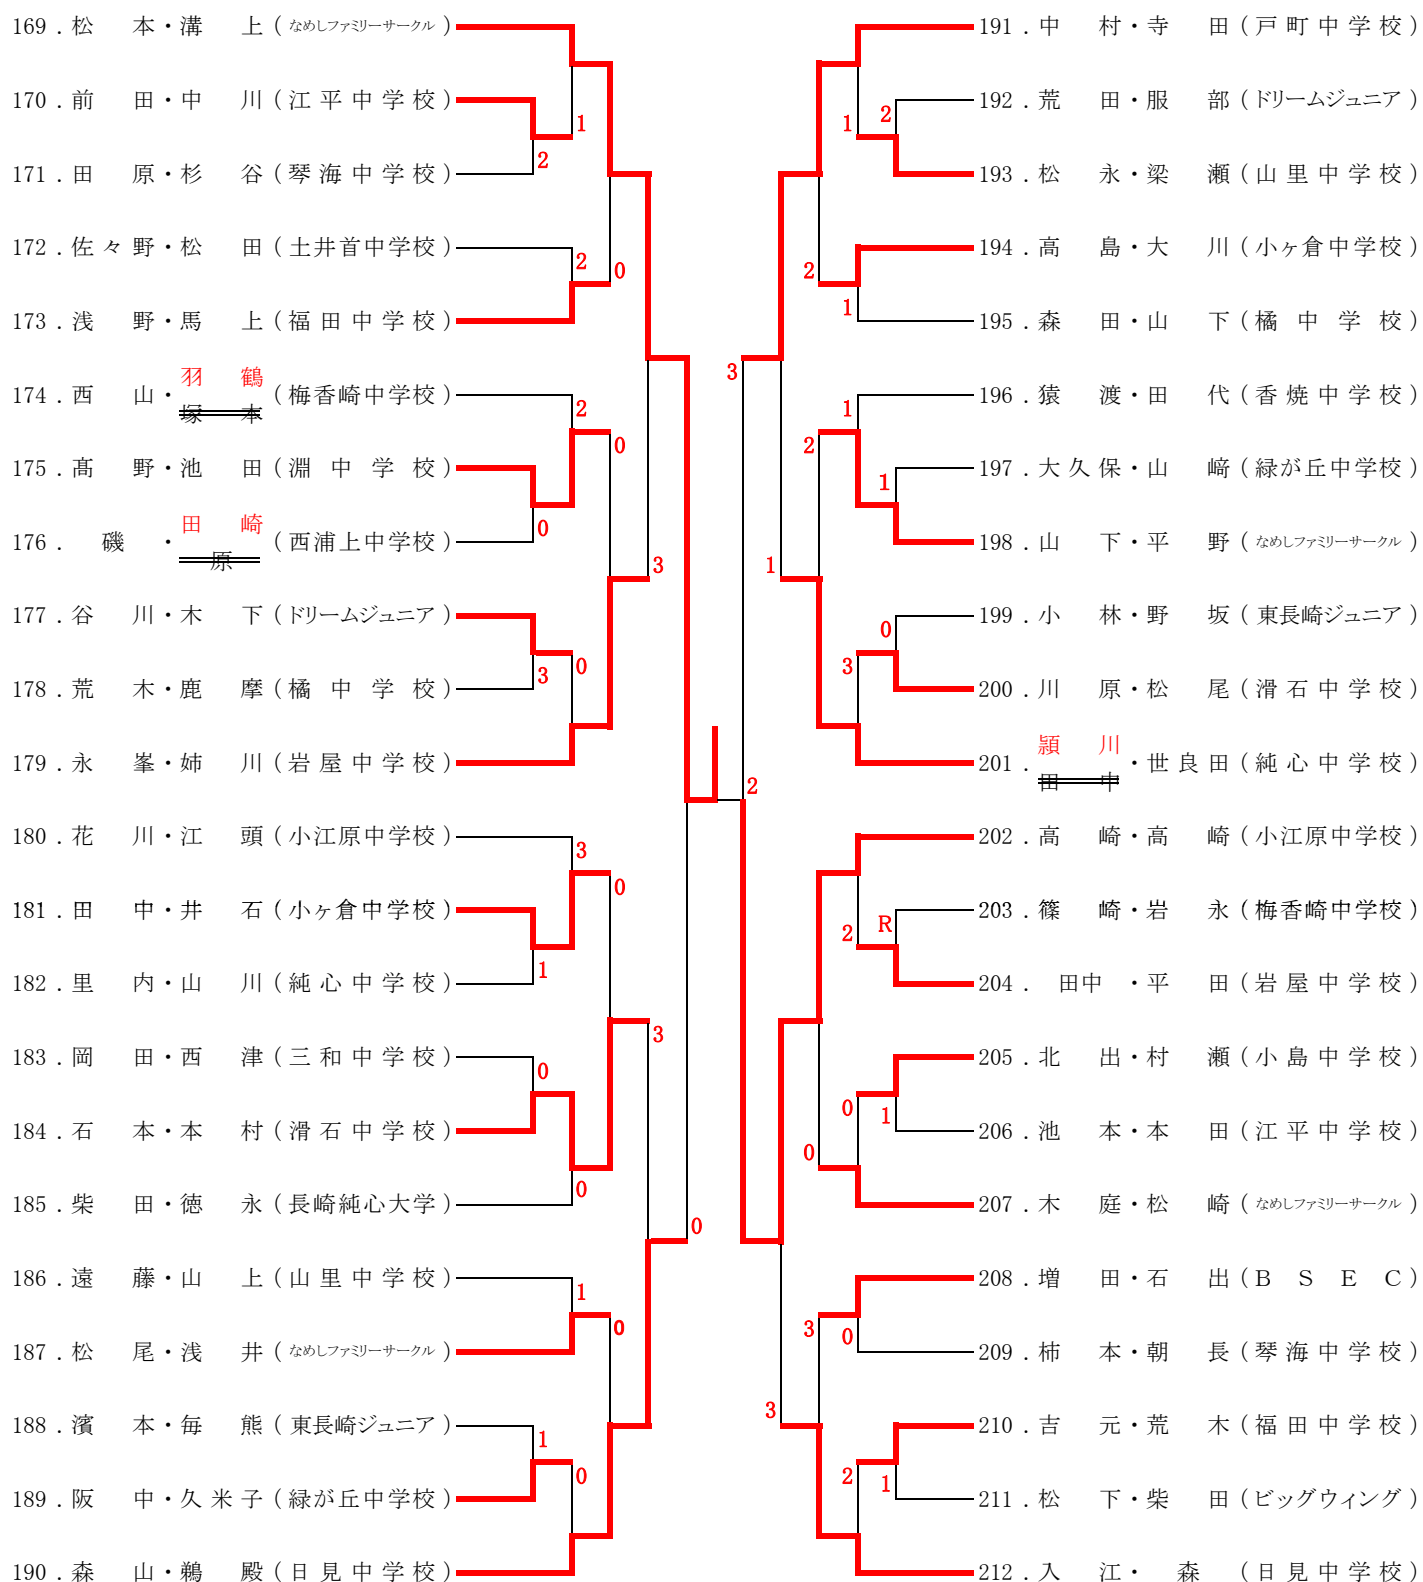 169．松　本・溝　上（なめしファミリーサークル）
170．前　田・中　川（江平中学校）
1
2
171．田　原・杉　谷（琴海中学校）
172．佐々野・松　田（土井首中学校）
2
0
173．浅　野・馬　上（福田中学校）
羽　鶴
174．西　山・塚　本（梅香崎中学校）
2
0
175．髙　野・池　田（淵中学校）
田　崎
0
176．磯・原（西浦上中学校）
3
177．谷　川・木　下（ドリームジュニア）
0
3
178．荒　木・鹿　摩（橘中学校）
179．永　峯・姉　川（岩屋中学校）
180．花　川・江　頭（小江原中学校）
3
0
181．田　中・井　石（小ヶ倉中学校）
1
182．里　内・山　川（純心中学校）
3
183．岡　田・西　津（三和中学校）
0
184．石　本・本　村（滑石中学校）
0
185．柴　田・徳　永（長崎純心大学）
0
186．遠　藤・山　上（山里中学校）
1
0
187．松　尾・浅　井（なめしファミリーサークル）
188．濱　本・毎　熊（東長崎ジュニア）
1
0
189．阪　中・久米子（緑が丘中学校）
190．森　山・鵜　殿（日見中学校）
191．中　村・寺　田（戸町中学校）
192．荒　田・服　部（ドリームジュニア）
2
1
193．松　永・梁　瀬（山里中学校）
194．高　島・大　川（小ヶ倉中学校）
2
1
195．森　田・山　下（橘中学校）
3
196．猿　渡・田　代（香焼中学校）
1
2
197．大久保・山　﨑（緑が丘中学校）
1
198．山　下・平　野（なめしファミリーサークル）
1
199．小　林・野　坂（東長崎ジュニア）
0
3
200．川　原・松　尾（滑石中学校）
頴　川
201．田　中・世良田（純心中学校）
2
202．高　崎・高　崎（小江原中学校）
203．篠　崎・岩　永（梅香崎中学校）
R
2
204．田中・平　田（岩屋中学校）
205．北　出・村　瀬（小島中学校）
0
1
206．池　本・本　田（江平中学校）
0
207．木　庭・松　崎（なめしファミリーサークル）
208．増　田・石　出（ＢＳＥＣ）
3
0
209．柿　本・朝　長（琴海中学校）
3
210．吉　元・荒　木（福田中学校）
2
1
211．松　下・柴　田（ビッグウィング）
212．入　江・森（日見中学校）